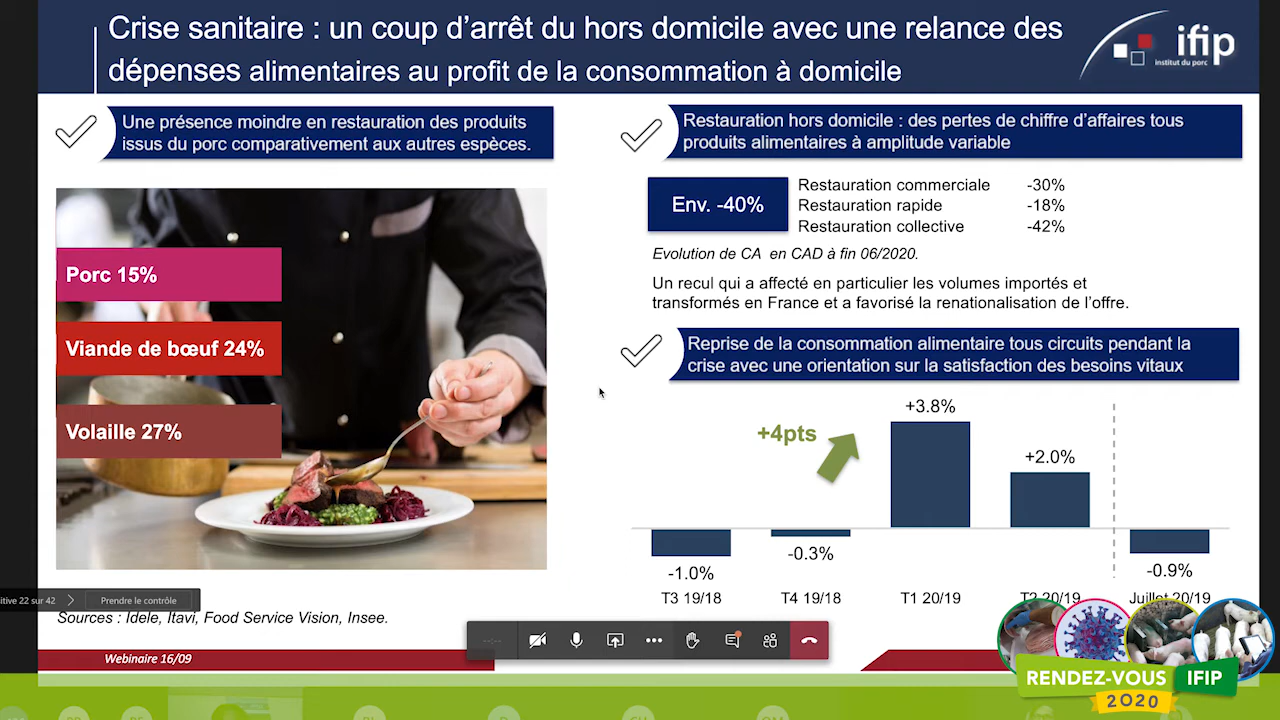 Crise sanitaire : un coup d'arrêt du hors domicile avec une relance des
dépenses alimentaires au profit de la consommation à domicile
ifip
institut du porc
Une présence moindre en restauration des produits
issus du porc comparativement aux autres espèces.
Porc 15%
Viande de bœuf 24%
Volaille 27%
Restauration hors domicile : des pertes de chiffre d'affaires tous
produits alimentaires à amplitude variable
Env. -40%
Restauration commerciale -30%
Restauration rapide -18%
Restauration collective -42%
Evolution de CA en CAD à fin 06/2020.
Un recul qui a affecté en particulier les volumes importés et
transformés en France et a favorisé la renationalisation de l'offre.
Reprise de la consommation alimentaire tous circuits pendant la
crise avec une orientation sur la satisfaction des besoins vitaux
+4pts
+3.8%
+2.0%
-1.0%
-0.3%
-0.9%
T3 19/18
T4 19/18
T1 20/19
T2 20/19
Juillet 20/19
sitive 22 sur 42
Prendre le contrôle
Sources : Idele, Itavi, Food Service Vision, Insee.
--:--
Webinaire 16/09
RENDEZ-VOUS IFIP
2020